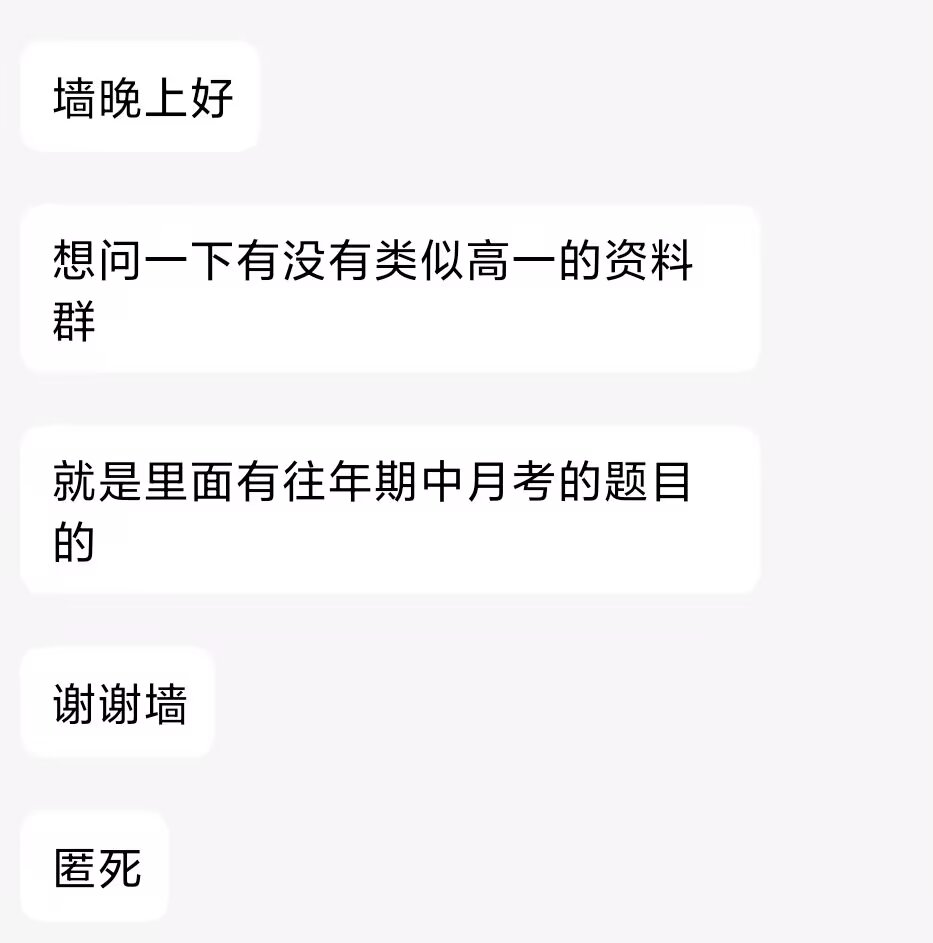 墙晚上好
想问一下有没有类似高一的资料
群
就是里面有往年期中月考的题目
的
谢谢墙
匿死